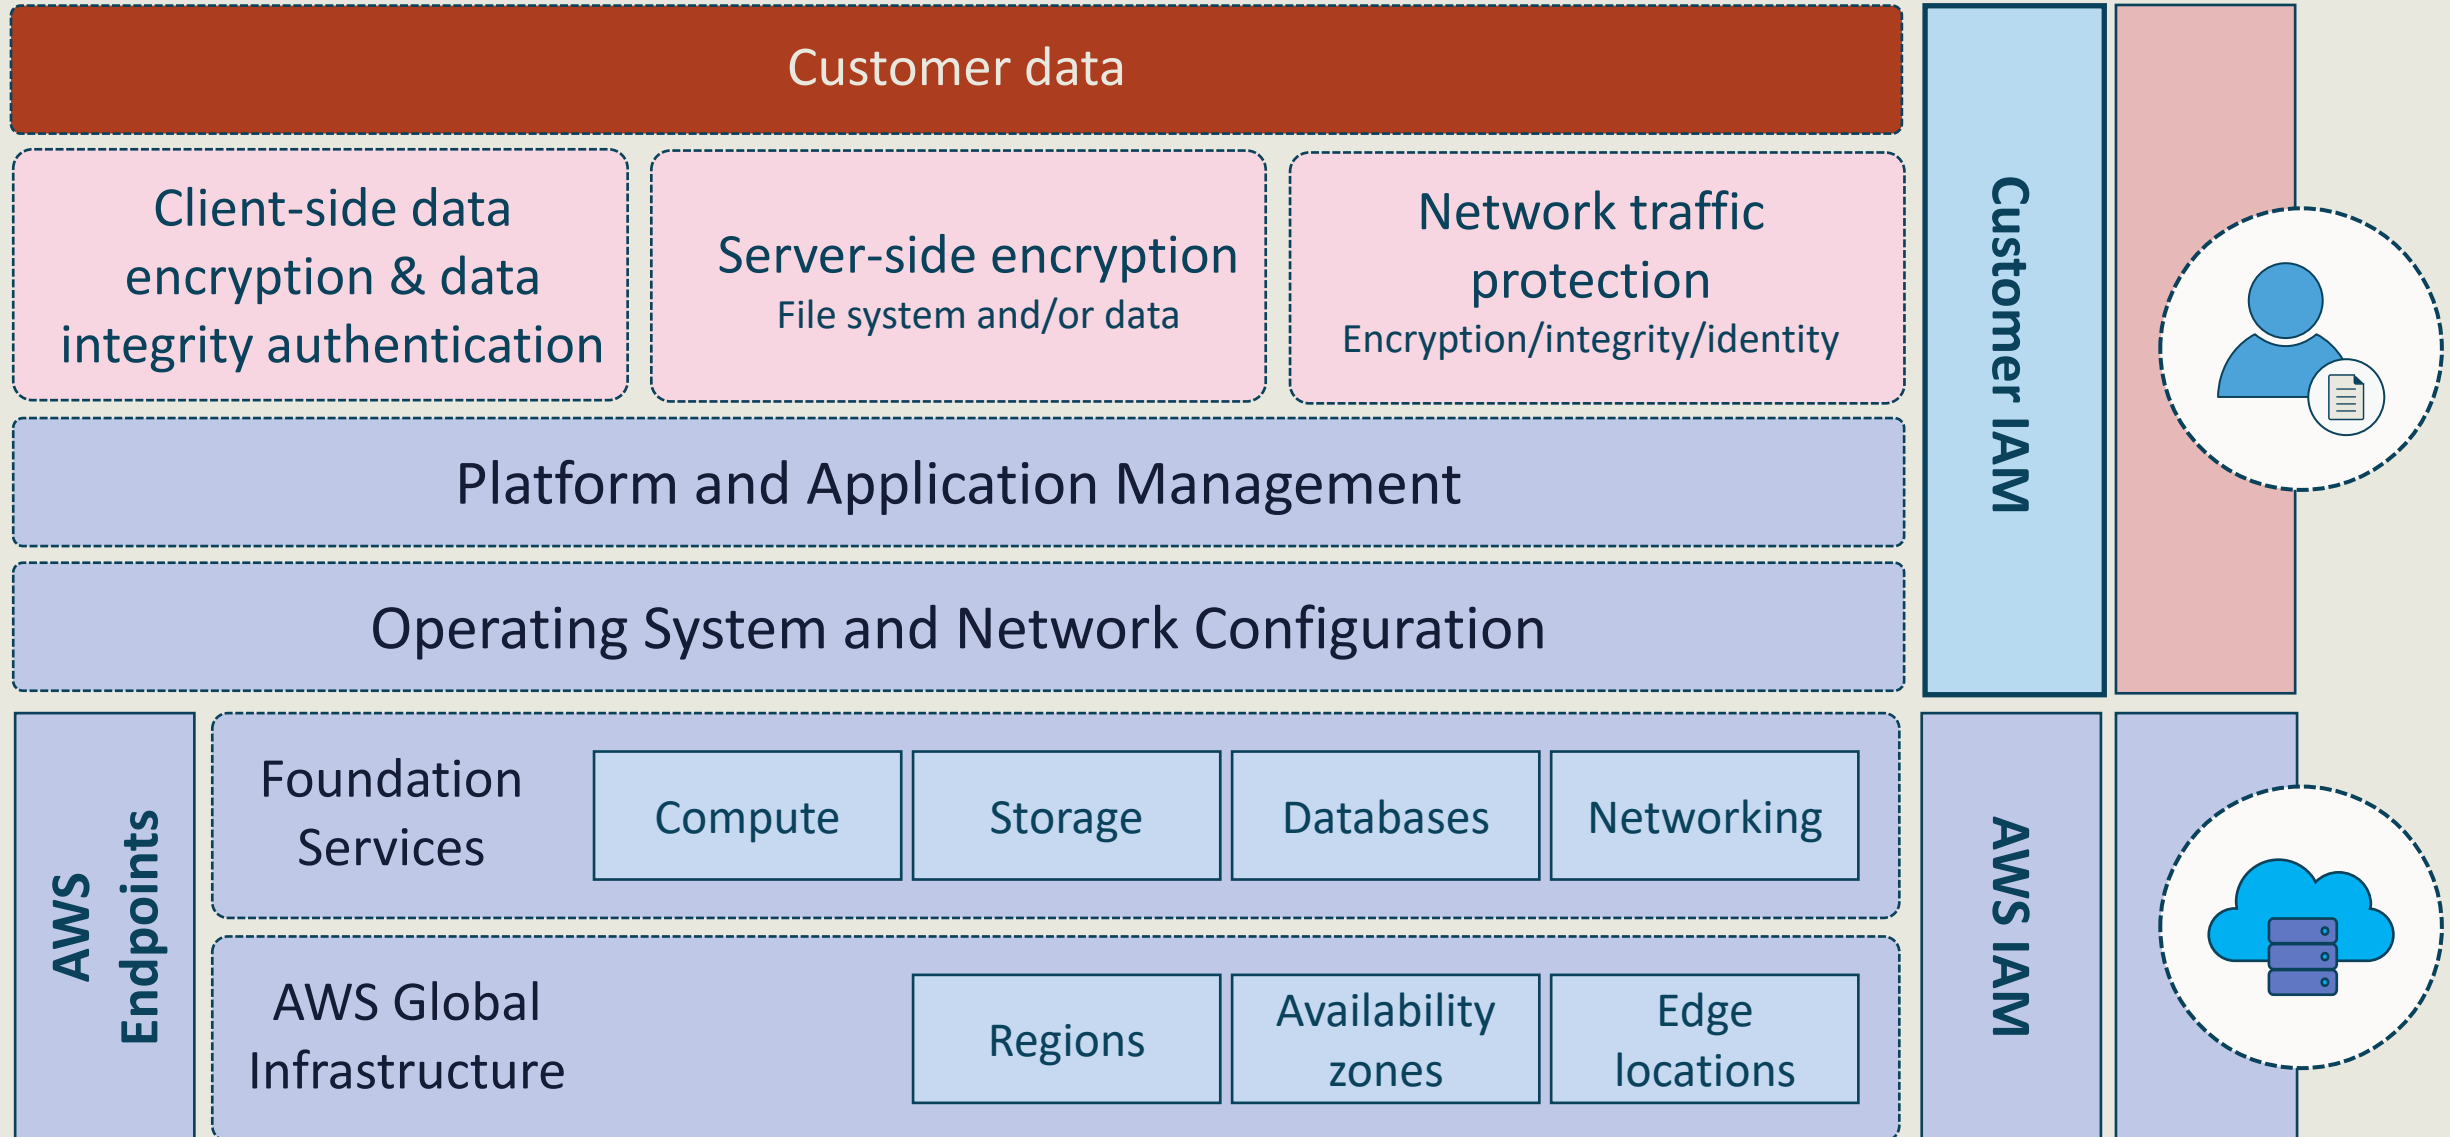 Customer data
Client-side data
encryption & data
integrity authentication
Server-side encryption
File system and/or data
Network traffic
protection
Encryption/integrity/identity
Customer IAM
Platform and Application Management
Operating System and Network Configuration
AWS
Endpoints
Foundation
Services
Compute
Storage
Databases
Networking
AWS IAM
AWS Global
Infrastructure
Regions
Availability
zones
Edge
locations